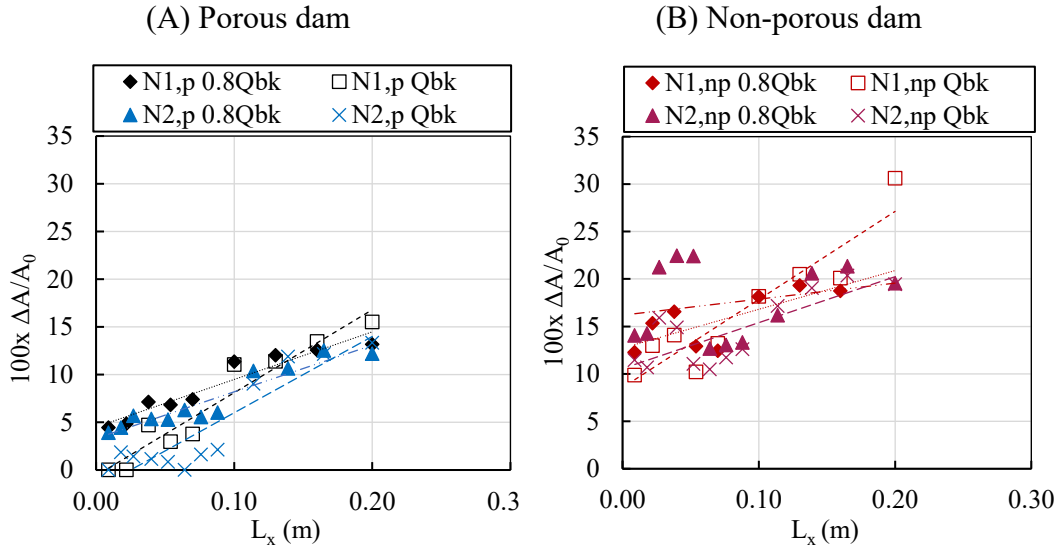 (A) Porous dam
N1,p 0.8Qbk
N1,p Qbk
N2,p 0.8Qbk
N2,p Qbk
35
30
25
20
15
10
5
0
100x ΔA/A0
0.00
0.10
0.20
0.3
Lx (m)
(B) Non-porous dam
N1,np 0.8Qbk
N1,np Qbk
N2,np 0.8Qbk
N2,np Qbk
35
30
25
20
15
10
5
0
100x ΔA/A0
0.00
0.10
0.20
0.30
Lx (m)